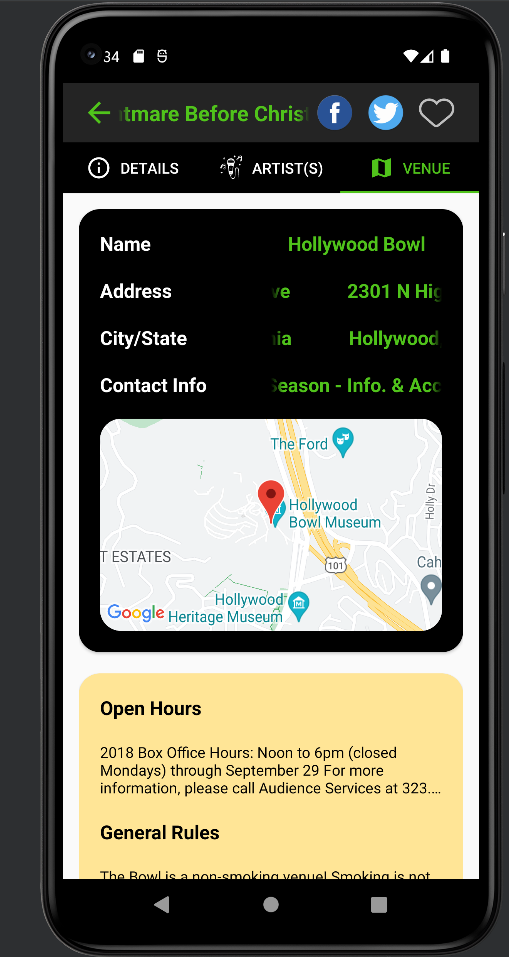 34
tmare Before Chris
DETAILS
ARTIST(S)
VENUE
Name
Hollywood Bowl
Address
ve 2301 N Hig
City/State
ia Hollywood
Contact Info
Season - Info. & Acc
The Ford
Hollywood
Bowl Museum
Holly Dr
T ESTATES
101
Cah
Hollywood
Google
Heritage Museum
Open Hours
2018 Box Office Hours: Noon to 6pm (closed
Mondays) through September 29 For more
information, please call Audience Services at 323....
General Rules
The Bowl is a non-smoking venue! Smoking is not